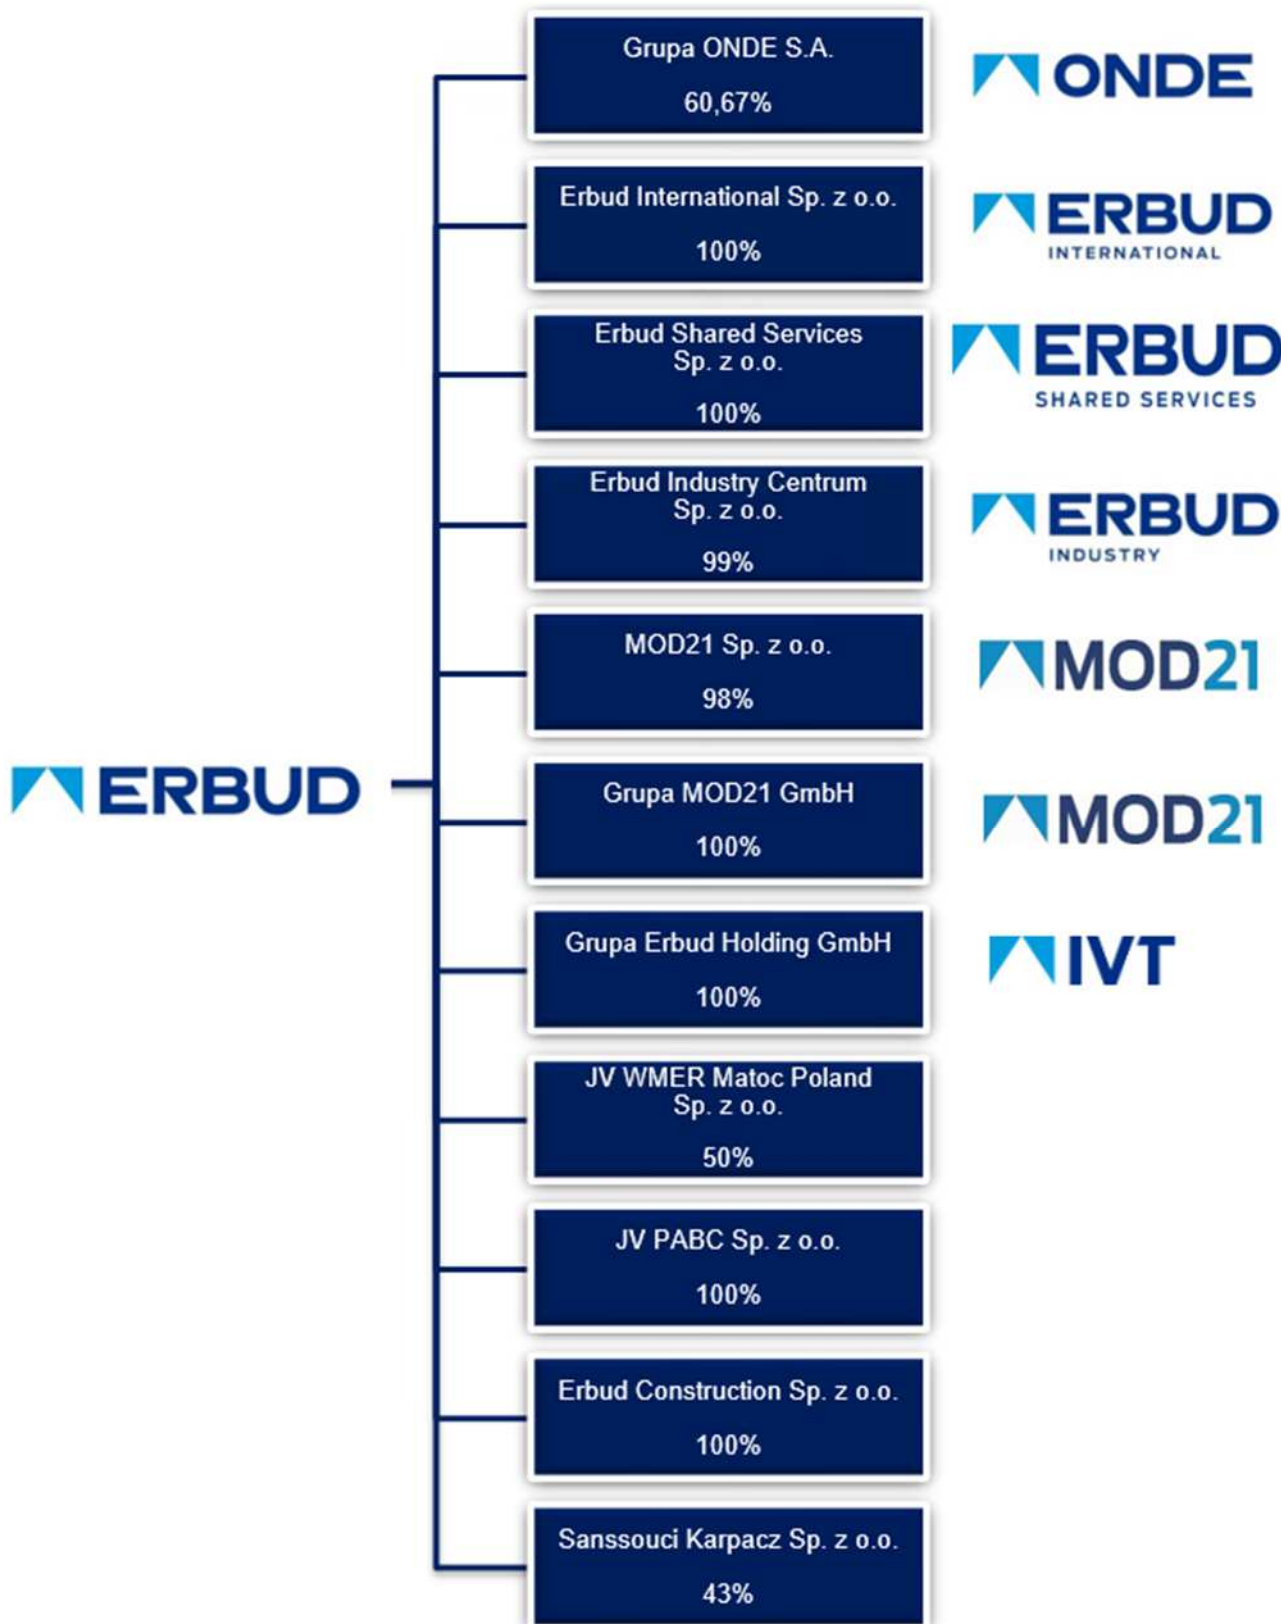 Grupa ONDE S.A.
60,67%
ONDE
Erbud International Sp. z o.o.
100%
ERBUD
INTERNATIONAL
Erbud Shared Services
Sp. z o.o.
100%
ERBUD
SHARED SERVICES
Erbud Industry Centrum
Sp. z o.o.
99%
ERBUD
INDUSTRY
MOD21 Sp. z o.o.
98%
MOD21
ERBUD
Grupa MOD21 GmbH
100%
MOD21
Grupa Erbud Holding GmbH
100%
IVT
JV WMER Matoc Poland
Sp. z o.o.
50%
JV PABC Sp. z o.o.
100%
Erbud Construction Sp. z o.o.
100%
Sanssouci Karpacz Sp. z o.o.
43%